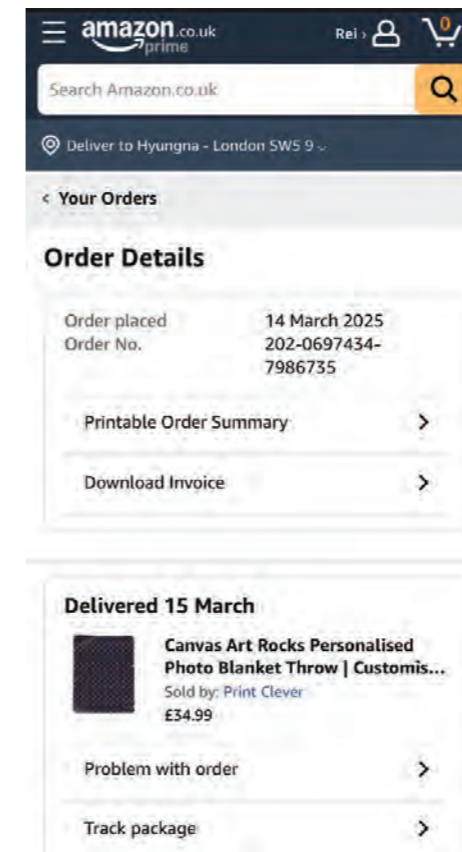 amazon.co.uk
prime
Rei ›
0
Search Amazon.co.uk
Deliver to Hyungna - London SW5 9
< Your Orders
Order Details
Order placed 14 March 2025
Order No. 202-0697434-
7986735
Printable Order Summary
Download Invoice
Delivered 15 March
Canvas Art Rocks Personalised
Photo Blanket Throw | Customis...
Sold by: Print Clever
£34.99
Problem with order
Track package